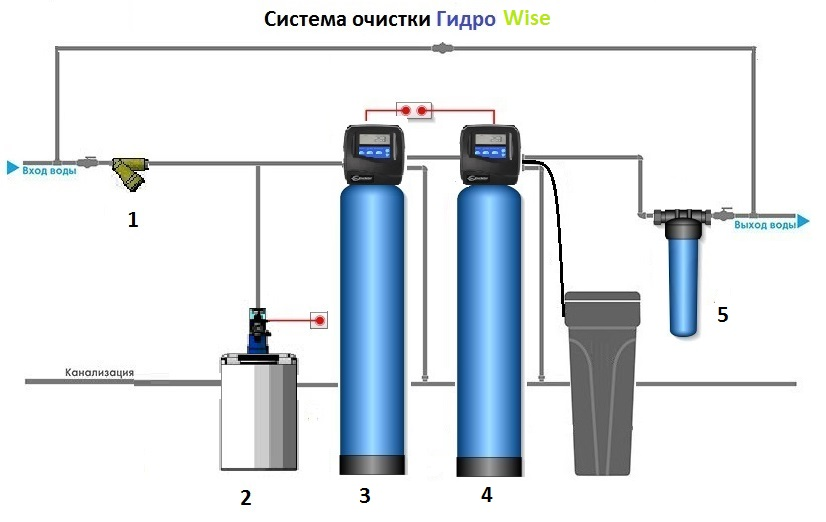 Система очистки Гидро Wise
Вход воды
1
Выход воды
5
Канализация
2
3
4